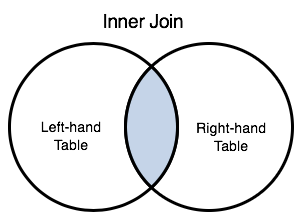 Inner Join
Left-hand
Table
Right-hand
Table